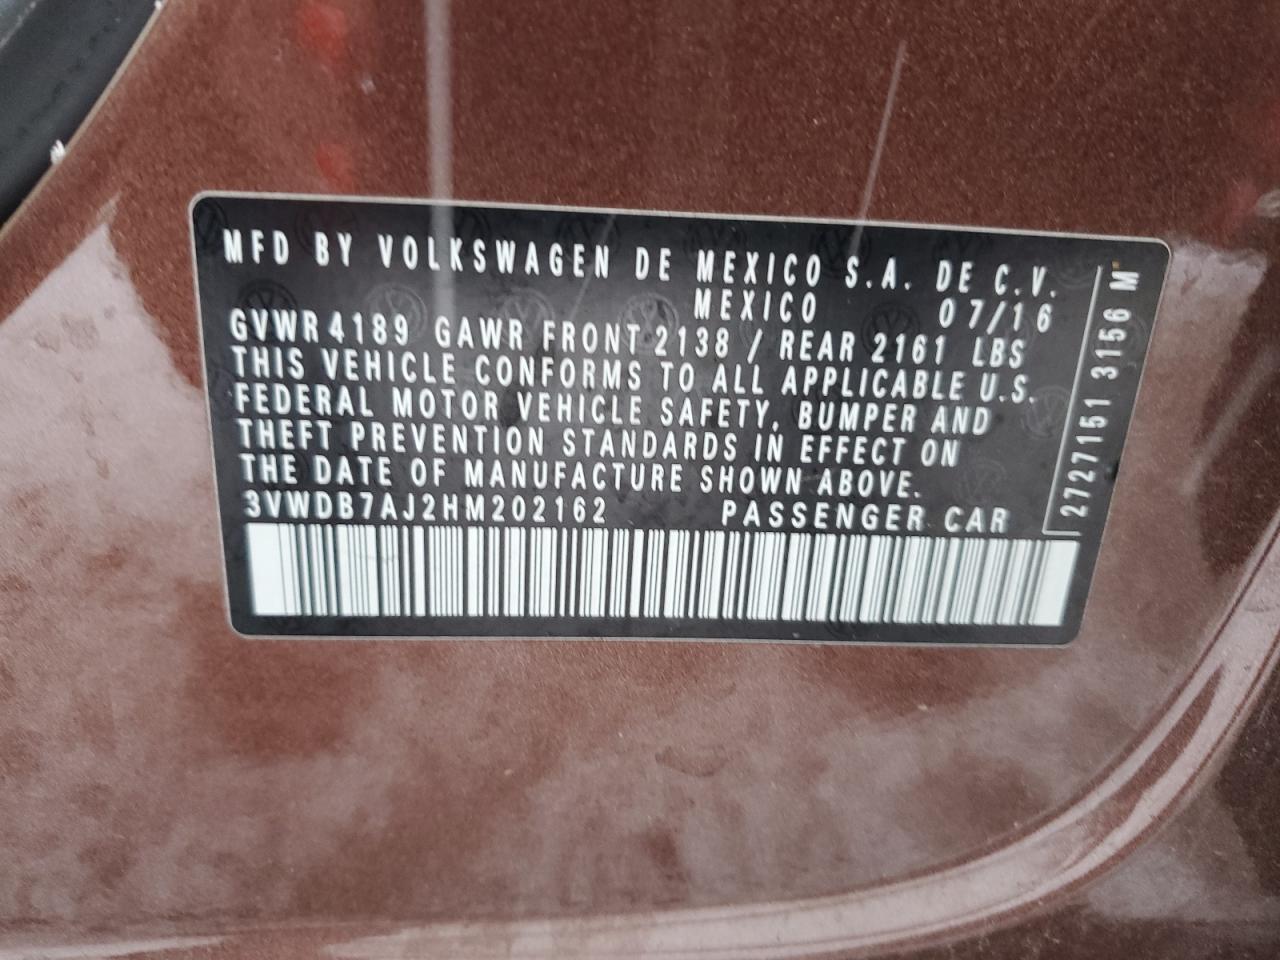 MFD BY VOLKSWAGEN DE MEXICO S.A. DE C.V.
MEXICO 07/16
GVWR 4189 GAWR FRONT 2138 / REAR 2161 LBS
THIS VEHICLE CONFORMS TO ALL APPLICABLE U.S.
FEDERAL MOTOR VEHICLE SAFETY, BUMPER AND
THEFT PREVENTION STANDARDS IN EFFECT ON
THE DATE OF MANUFACTURE SHOWN ABOVE.
3VWDB7AJ2HM202162 PASSENGER CAR
2727151 3156 M